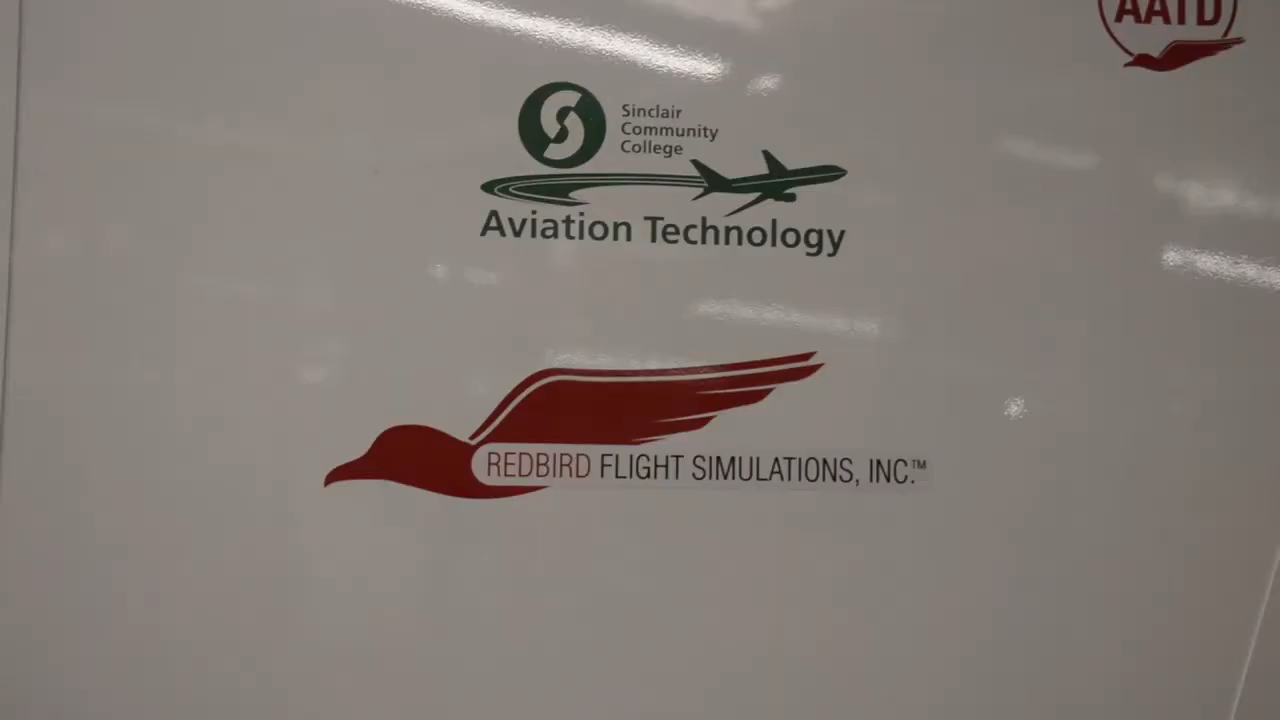 AATD
Sinclair
Community
College
Aviation Technology
REDBIRD FLIGHT SIMULATIONS, INC.™